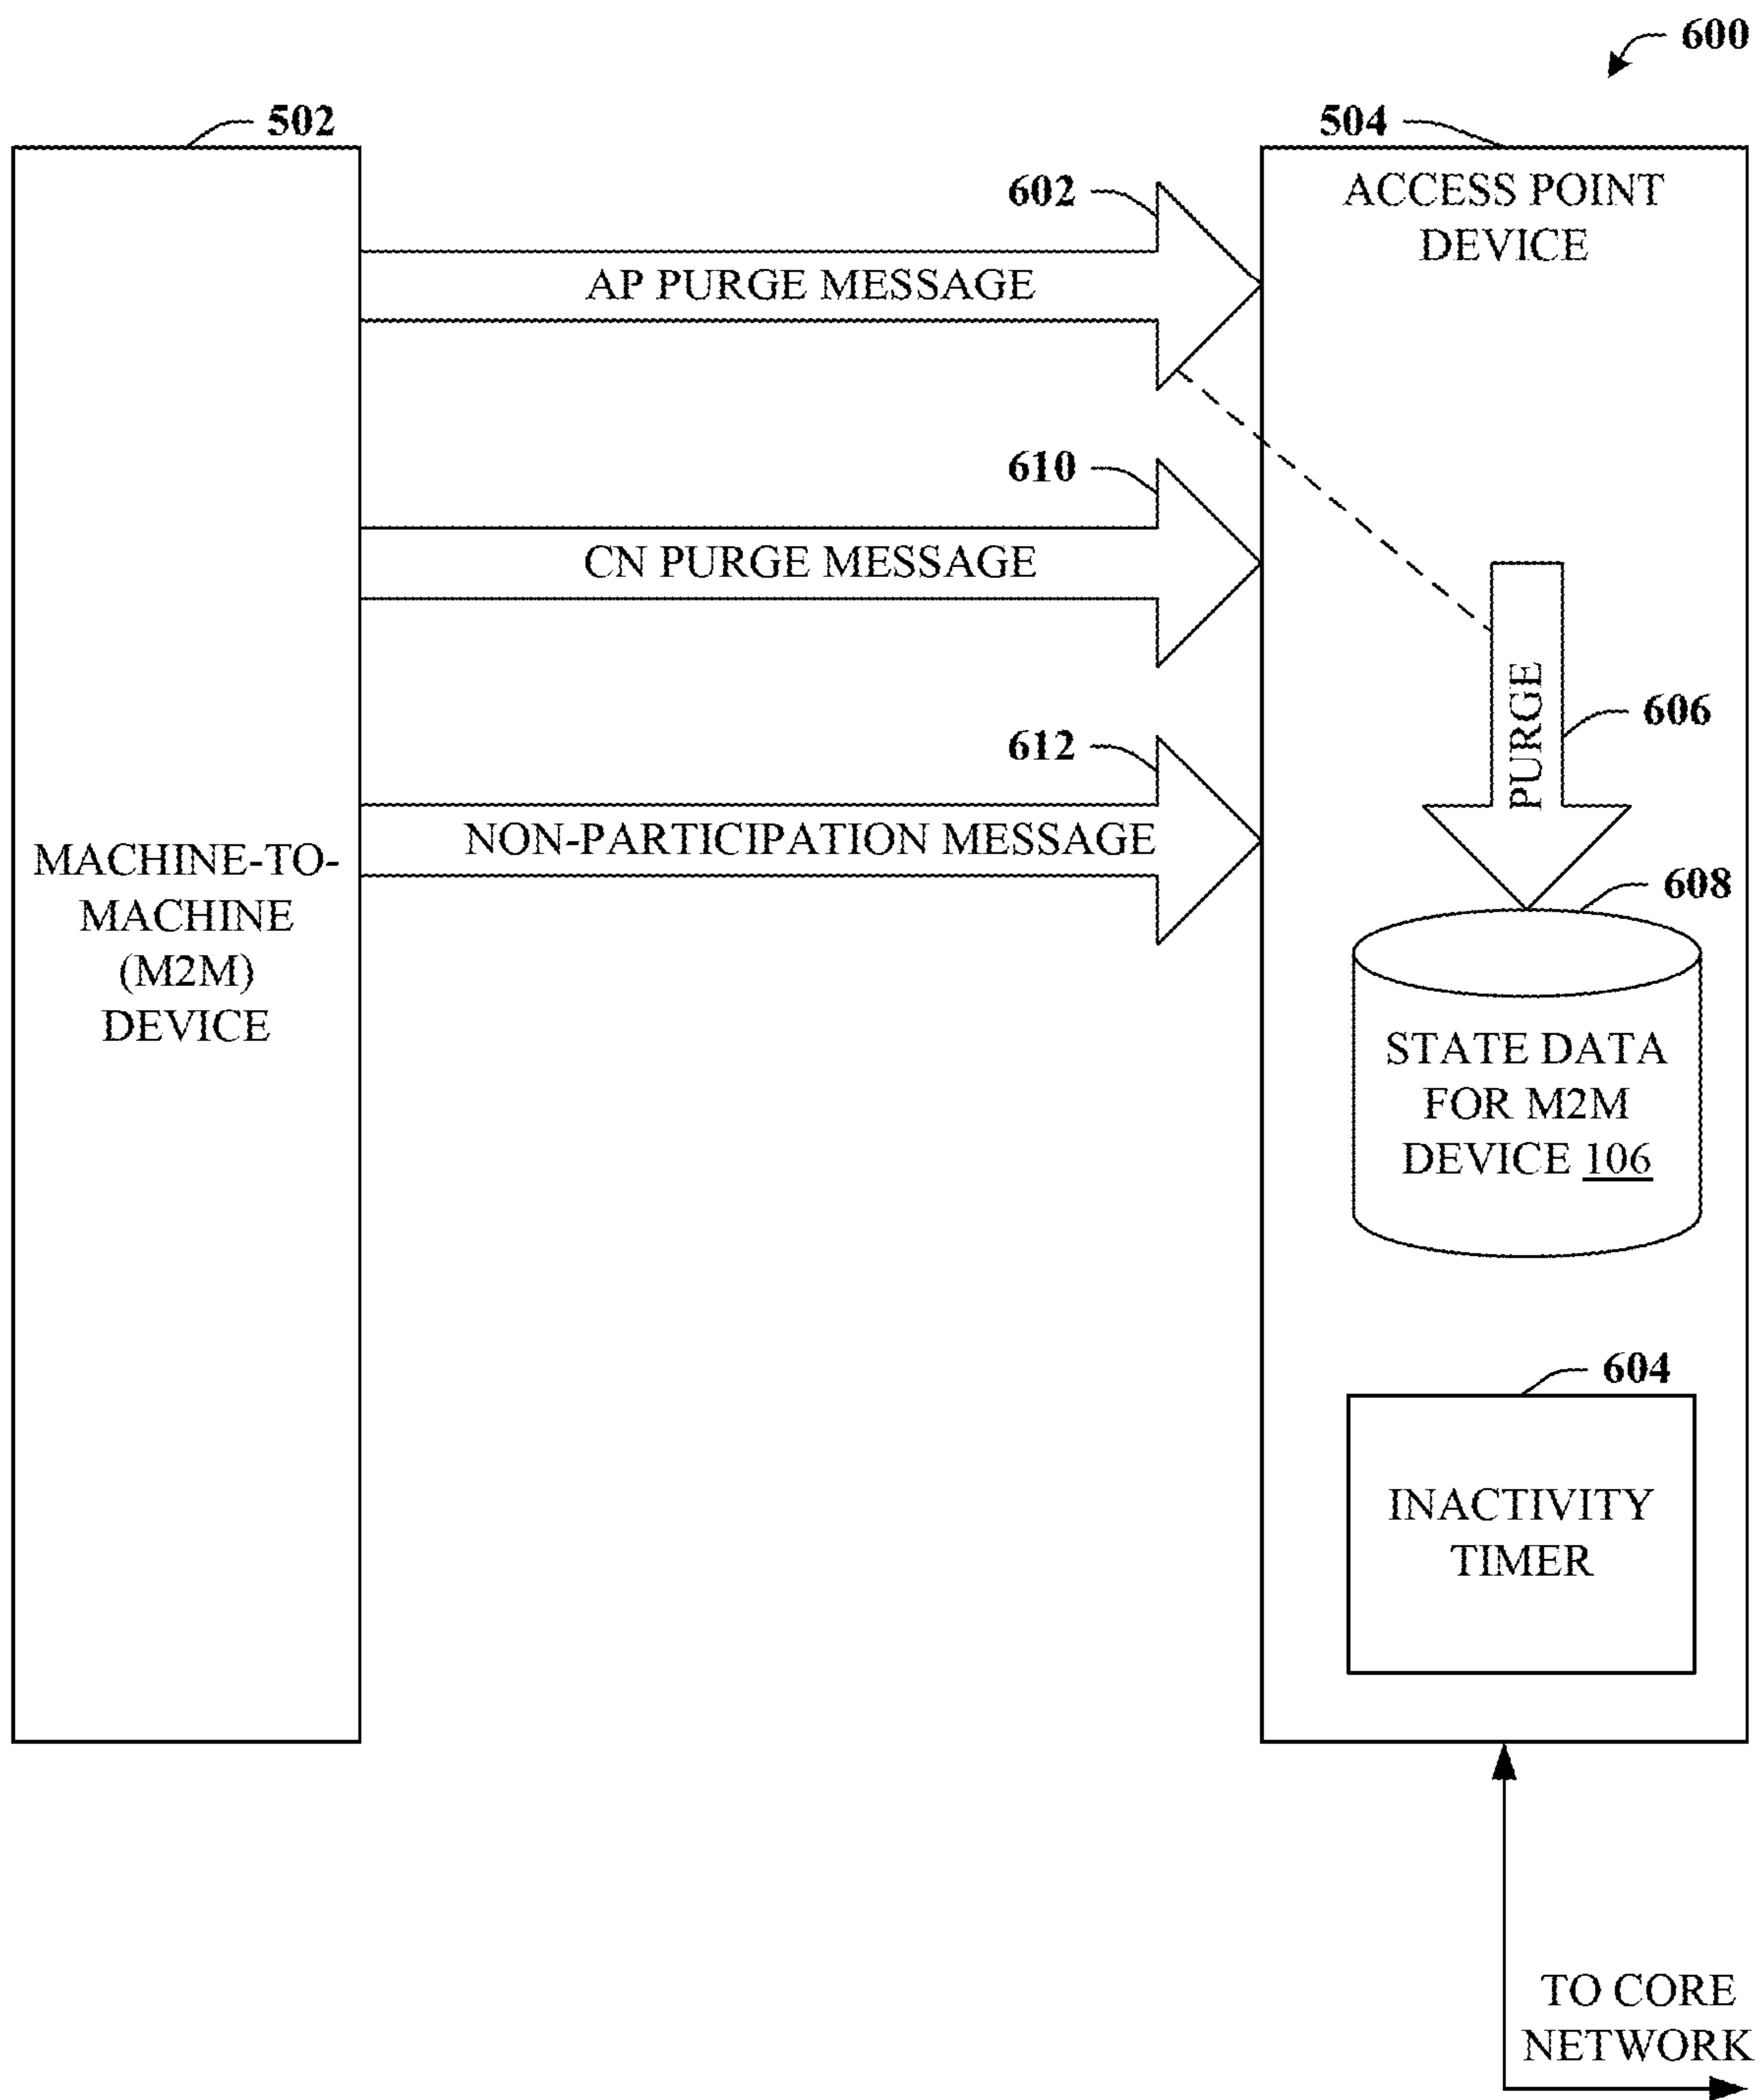 600
502
504
602
ACCESS POINT
DEVICE
AP PURGE MESSAGE
610
CN PURGE MESSAGE
606
PURGE
612
NON-PARTICIPATION MESSAGE
MACHINE-TO-
MACHINE
(M2M)
DEVICE
608
STATE DATA
FOR M2M
DEVICE 106
604
INACTIVITY
TIMER
TO CORE
NETWORK